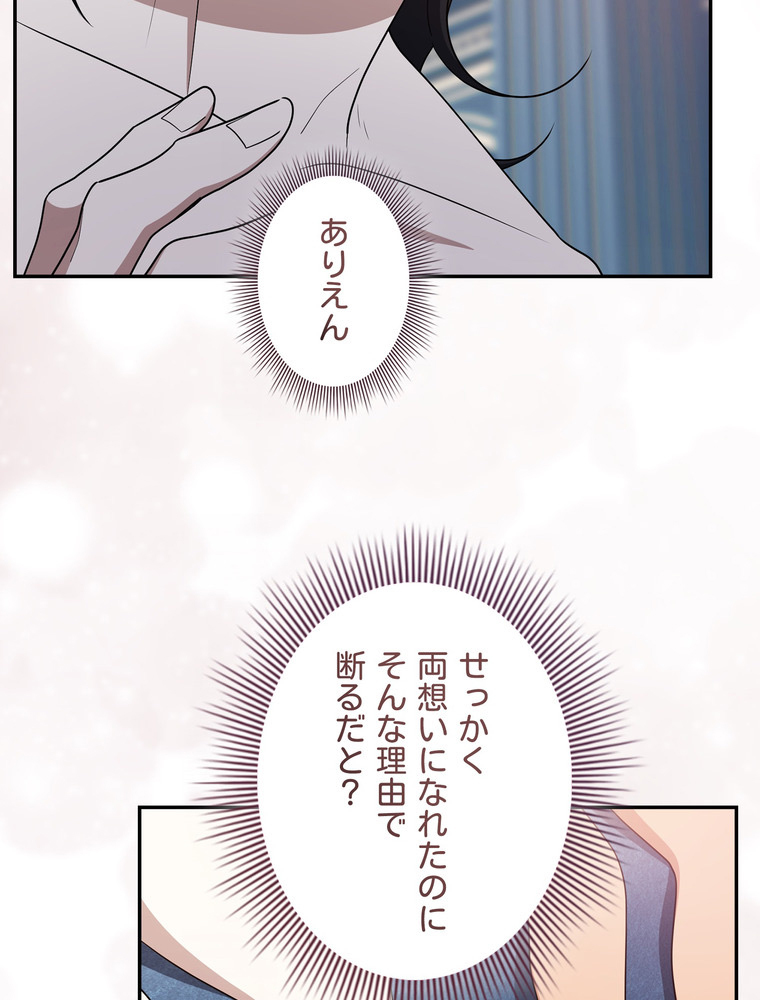 ありえん
せっかく
両想いになれたのに
そんな理由で
断るだと?